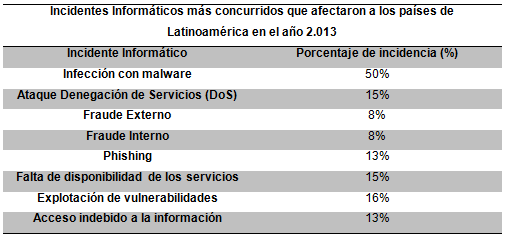 Incidentes Informáticos más concurridos que afectaron a los países de
Latinoamérica en el año 2.013
Incidente Informático Porcentaje de incidencia (%)
Infección con malware 50%
Ataque Denegación de Servicios (DoS) 15%
Fraude Externo 8%
Fraude Interno 8%
Phishing 13%
Falta de disponibilidad de los servicios 15%
Explotación de vulnerabilidades 16%
Acceso indebido a la información 13%